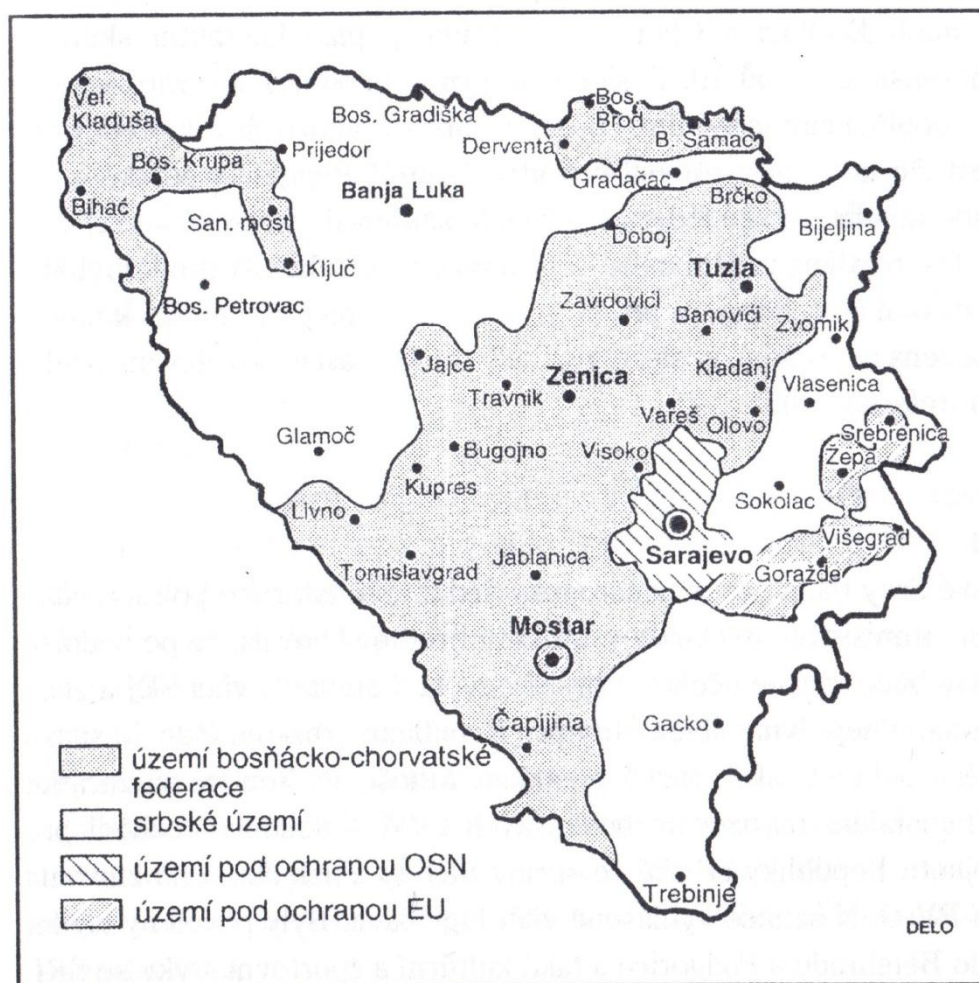 Vel.
Kladuša
Bos. Krupa
Bihać
San. most
Prijedor
Bos. Gradiška
Bos.
Brod
Derventa
B. Šamac
Gradačac
Brčko
Banja Luka
Doboj
Bijeljina
Ključ
Bos. Petrovac
Tuzla
Zavidovici
Banovići
Zvornik
Jajce
Travnik
Zenica
Kladanj
Vlasenica
Vareš
Olovo
Srebrenica
Glamoč
Bugojno
Visoko
Žepa
Kupres
Sokolac
Livno
Višegrad
Sarajevo
Tomislavgrad
Jablanica
Goražde
Mostar
Čapijina
Gacko
Trebinje
území bosňácko-chorvatské
federace
srbské území
území pod ochranou OSN
území pod ochranou EU
DELO